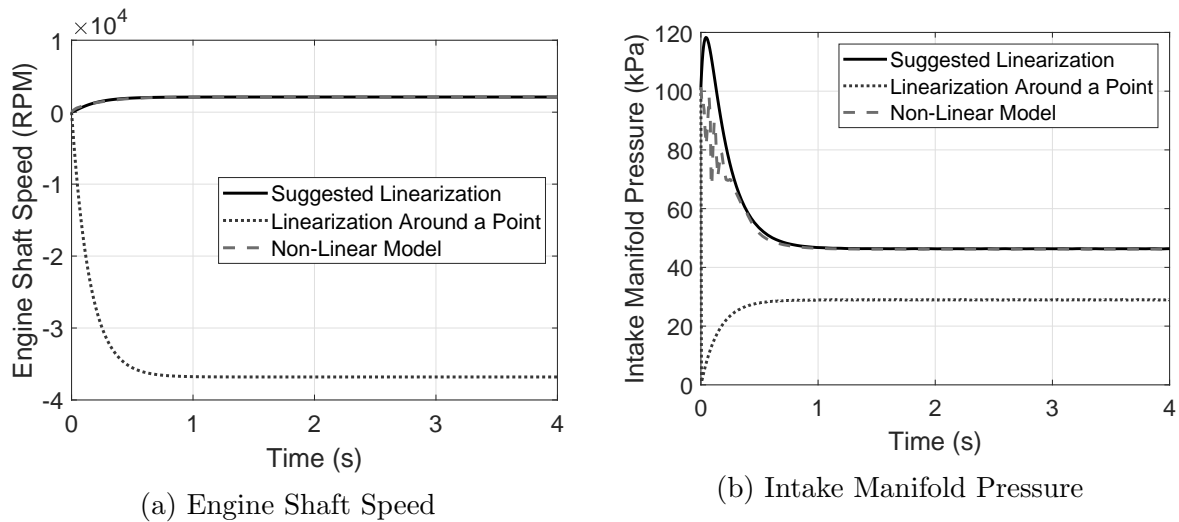 ×10⁴
1
0
-1
-2
-3
-4
Engine Shaft Speed (RPM)
Suggested Linearization
Linearization Around a Point
Non-Linear Model
0 1 2 3 4
Time (s)
(a) Engine Shaft Speed
120
100
80
60
40
20
0
Intake Manifold Pressure (kPa)
Suggested Linearization
Linearization Around a Point
Non-Linear Model
0 1 2 3 4
Time (s)
(b) Intake Manifold Pressure